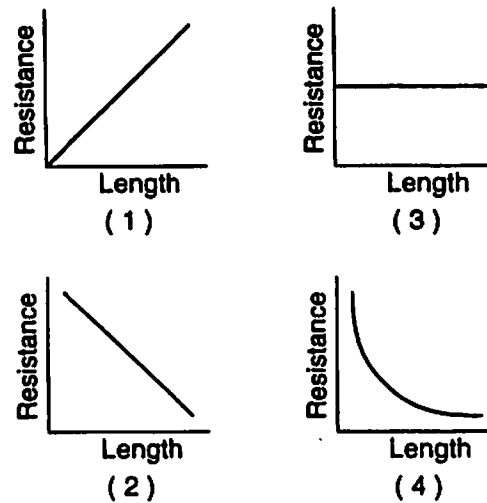 Resistance
Length
(1)
Resistance
Length
(3)
Resistance
Length
(2)
Resistance
Length
(4)